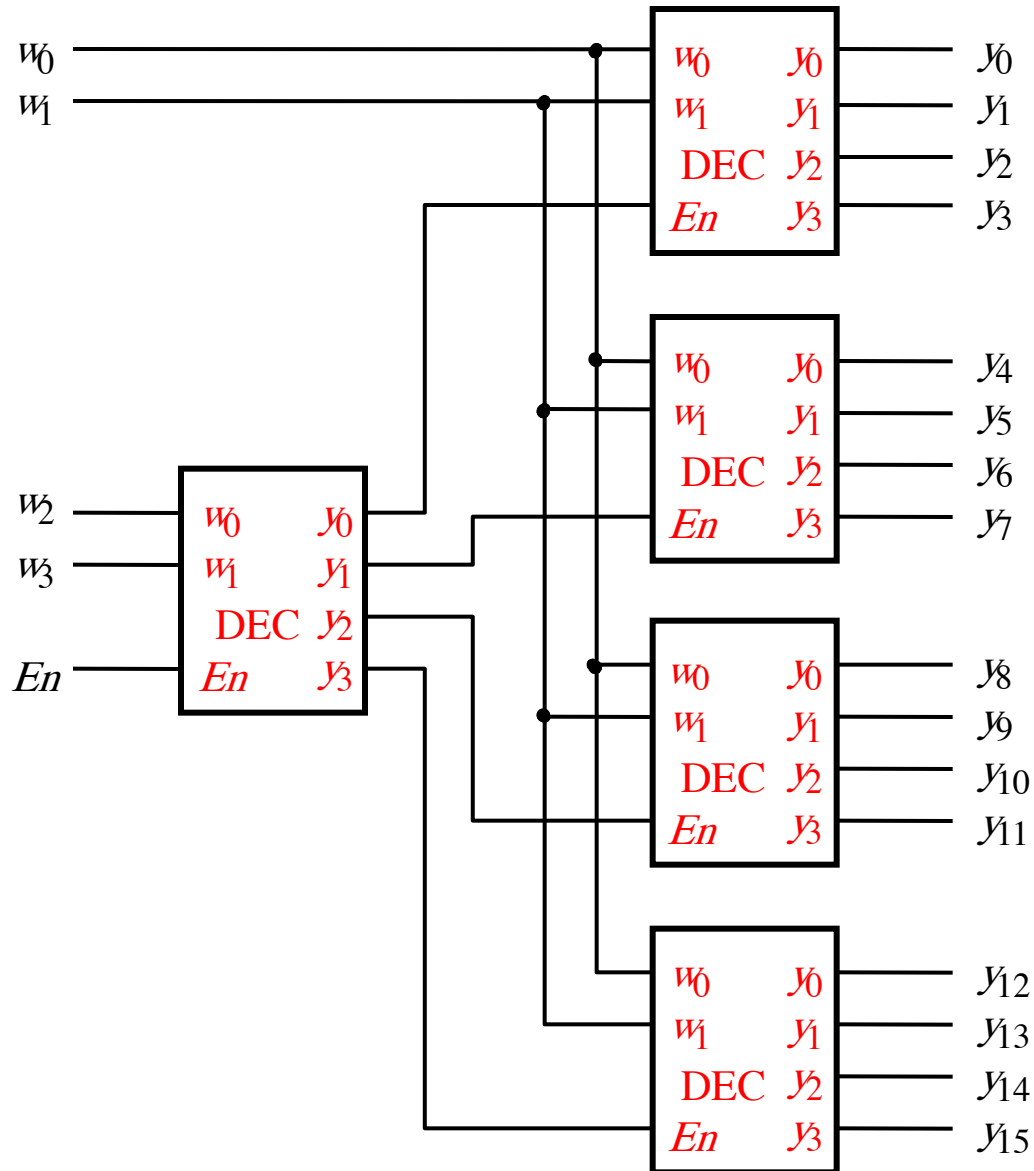 w0 w0 y0 y0
w1 w1 y1 y1
DEC y2 y2
En y3 y3
w0 y0 y4
w1 y1 y5
DEC y2 y6
En y3 y7
w2 w0 y0
w3 w1 y1
DEC y2
En En y3
w0 y0 y8
w1 y1 y9
DEC y2 y10
En y3 y11
w0 y0 y12
w1 y1 y13
DEC y2 y14
En y3 y15